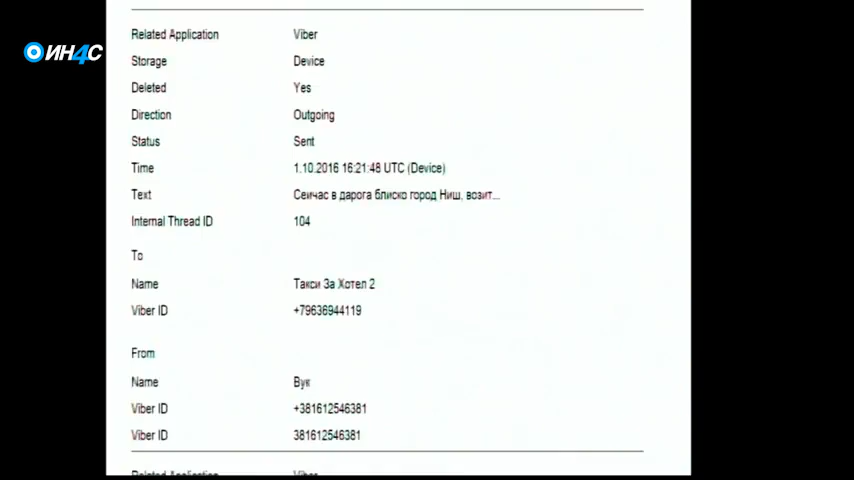 ИН4С
Related Application Viber
Storage Device
Deleted Yes
Direction Outgoing
Status Sent
Time 1.10.2016 16:21:48 UTC (Device)
Text Сеичас в дарога блиско город Ниш, возит...
Internal Thread ID 104
To
Name Такси За Хотел 2
Viber ID +79636944119
From
Name Вук
Viber ID +381612546381
Viber ID 381612546381
Related Application Viber